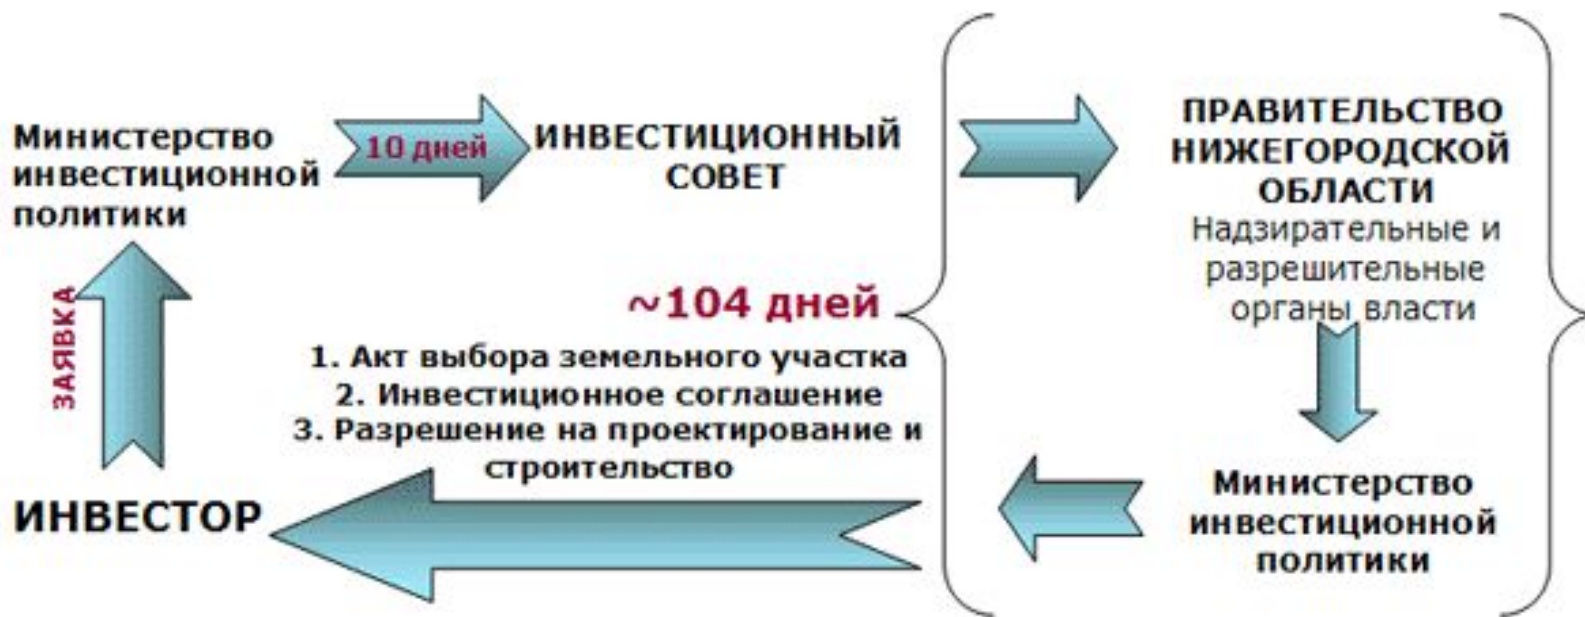 Министерство
инвестиционной
политики
10 дней
ИНВЕСТИЦИОННЫЙ
СОВЕТ
ПРАВИТЕЛЬСТВО
НИЖЕГОРОДСКОЙ
ОБЛАСТИ
Надзирательные и
разрешительные
органы власти
ЗАЯВКА
~104 дней
1. Акт выбора земельного участка
2. Инвестиционное соглашение
3. Разрешение на проектирование и
строительство
ИНВЕСТОР
Министерство
инвестиционной
политики